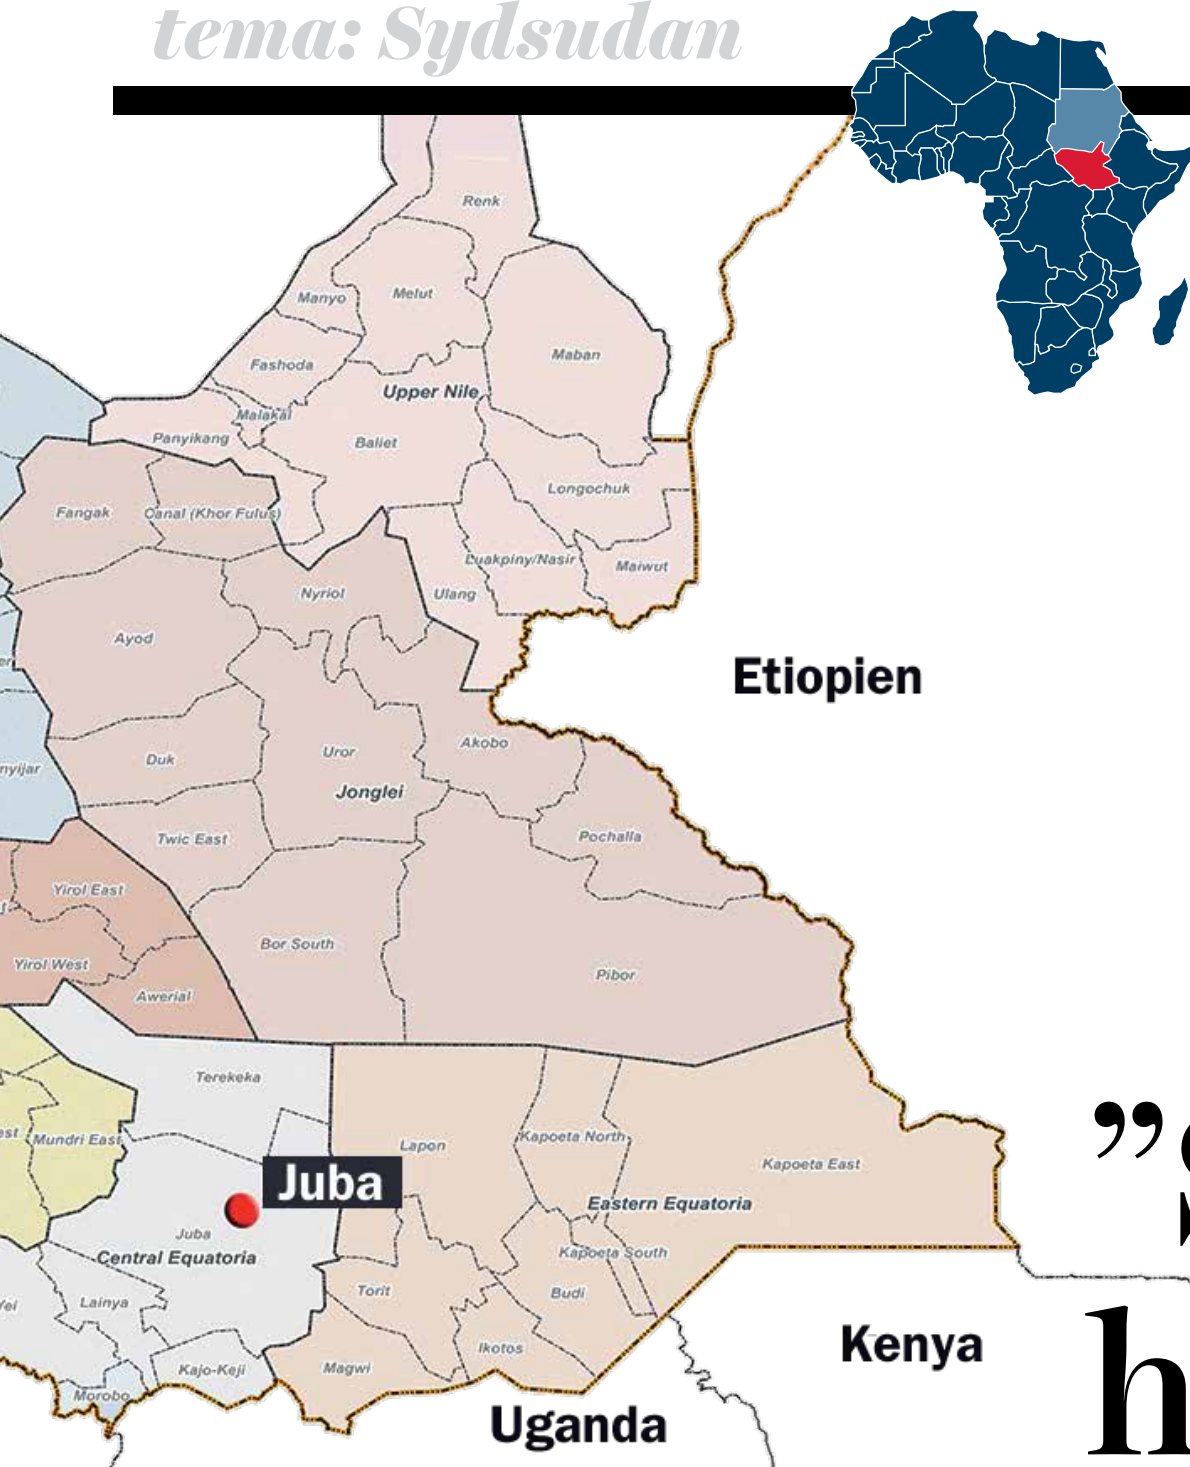 tema: Sydsudan
Renk
Manyo
Melut
Maban
Fashoda
Upper Nile
Malakal
Panyikang
Baliet
Longochuk
Fangak
Canal (Khor Fulus)
Luakpiny/Nasir
Maiwut
Nyriol
Ulang
Ayod
Etiopien
Akobo
Uror
Duk
nyijar
Jonglei
Pochalla
Twic East
Yirol East
Bor South
Yirol West
Pibor
Awerial
Terekeka
est
Mundri East
Lapon
Kapoeta North
Kapoeta East
Juba
Eastern Equatoria
Juba
Central Equatoria
Kapoeta South
Torit
Budi
Lainya
Kenya
Ikotos
Kajo-Keji
Magwi
Morobo
Uganda
”S
h